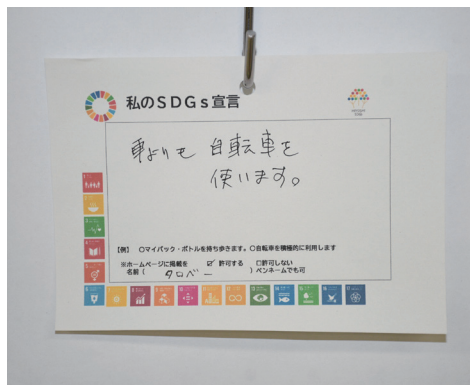 私のSDGs宣言
車よりも 自転車を
使います。
【例】 ○マイバック・ボトルを持ち歩きます。○自転車を積極的に利用します
※ホームページに掲載を ☑許可する □許可しない
名前( タロベー )ペンネームでも可